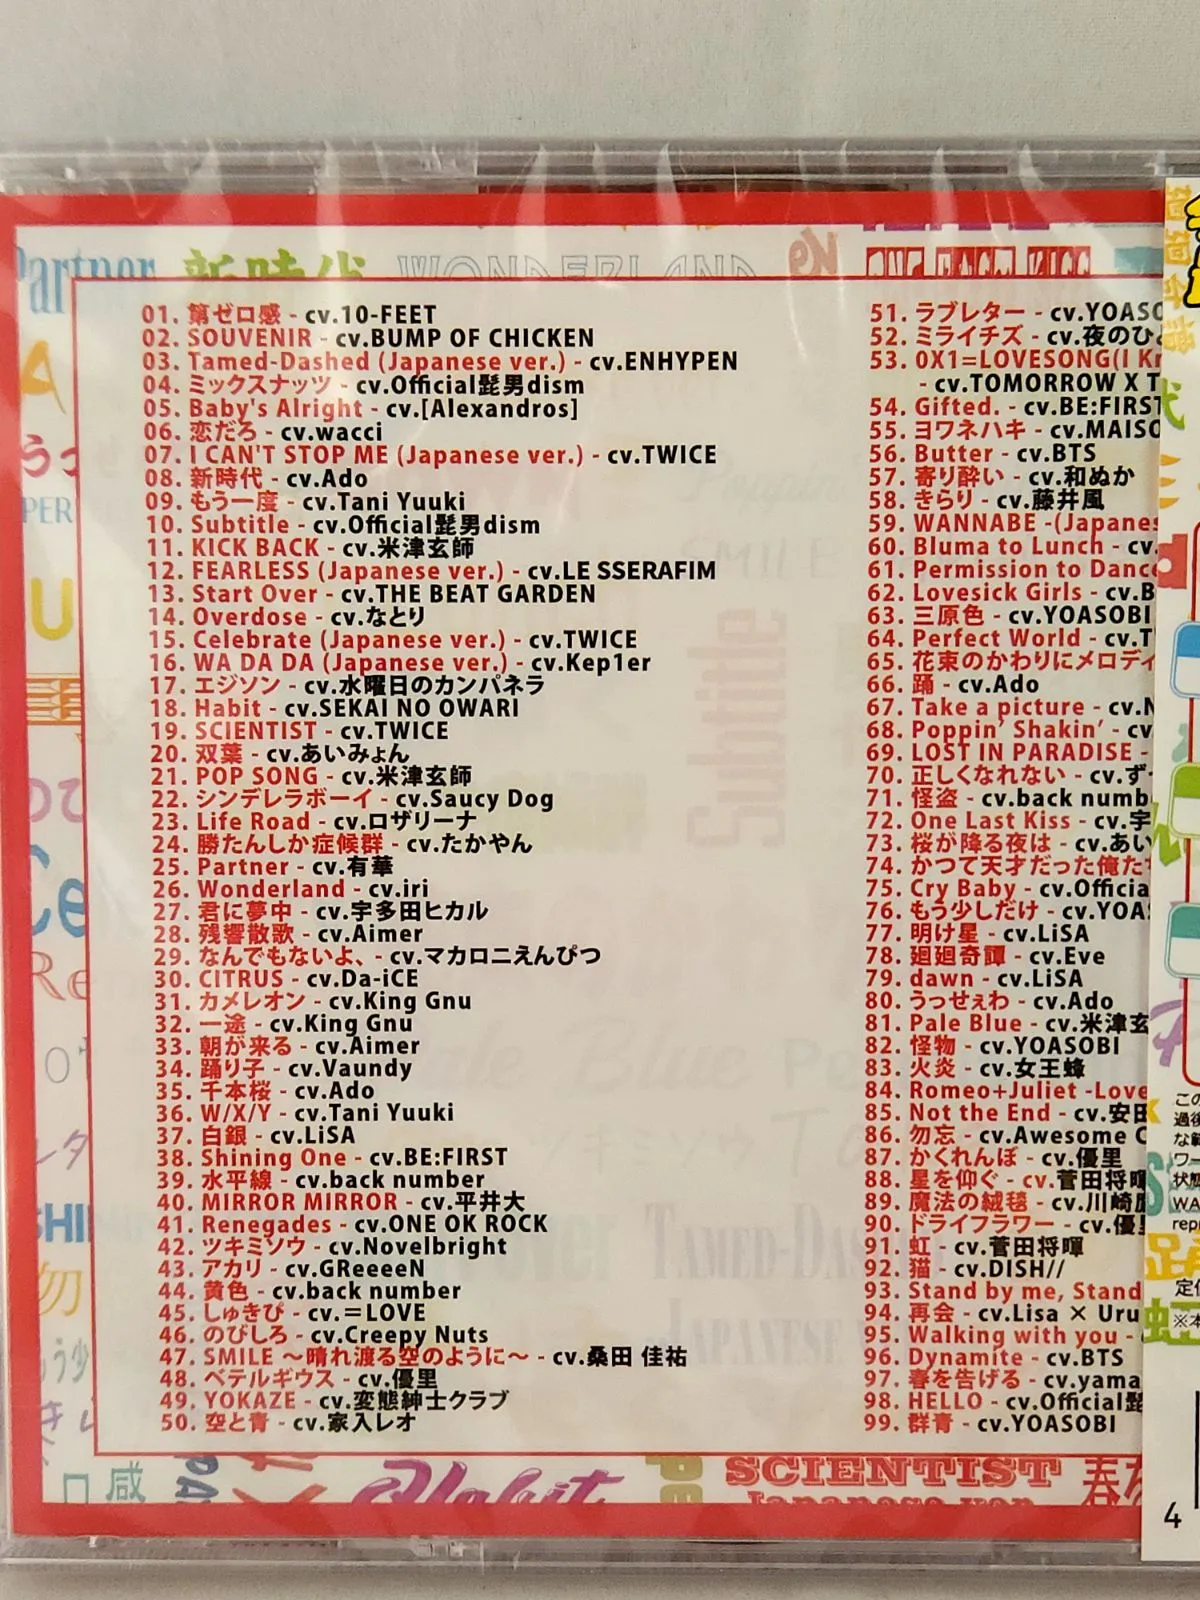 Partner 新時代 WONDERLAND
01. 第ゼロ感 - cv.10-FEET
02. SOUVENIR - cv.BUMP OF CHICKEN
03. Tamed-Dashed (Japanese ver.) - cv.ENHYPEN
04. ミックスナッツ - cv.Official髭男dism
05. Baby's Alright - cv.[Alexandros]
06. 恋だろ - cv.wacci
07. I CAN'T STOP ME (Japanese ver.) - cv.TWICE
08. 新時代 - cv.Ado
09. もう一度 - cv.Tani Yuuki
10. Subtitle - cv.Official髭男dism
11. KICK BACK - cv.米津玄師
12. FEARLESS (Japanese ver.) - cv.LE SSERAFIM
13. Start Over - cv.THE BEAT GARDEN
14. Overdose - cv.なとり
15. Celebrate (Japanese ver.) - cv.TWICE
16. WA DA DA (Japanese ver.) - cv.Kep1er
17. エジソン - cv.水曜日のカンパネラ
18. Habit - cv.SEKAI NO OWARI
19. SCIENTIST - cv.TWICE
20. 双葉 - cv.あいみょん
21. POP SONG - cv.米津玄師
22. シンデレラボーイ - cv.Saucy Dog
23. Life Road - cv.ロザリーナ
24. 勝たんしか症候群 - cv.たかやん
25. Partner - cv.有華
26. Wonderland - cv.iri
27. 君に夢中 - cv.宇多田ヒカル
28. 残響散歌 - cv.Aimer
29. なんでもないよ、 - cv.マカロニえんぴつ
30. CITRUS - cv.Da-iCE
31. カメレオン - cv.King Gnu
32. 一途 - cv.King Gnu
33. 朝が来る - cv.Aimer
34. 踊り子 - cv.Vaundy
35. 千本桜 - cv.Ado
36. W/X/Y - cv.Tani Yuuki
37. 白銀 - cv.LiSA
38. Shining One - cv.BE:FIRST
39. 水平線 - cv.back number
40. MIRROR MIRROR - cv.平井大
41. Renegades - cv.ONE OK ROCK
42. ツキミソウ - cv.Novelbright
43. アカリ - cv.GReeeeN
44. 黄色 - cv.back number
45. しゅきぴ - cv.=LOVE
46. のびしろ - cv.Creepy Nuts
47. SMILE ～晴れ渡る空のように～ - cv.桑田 佳祐
48. ベテルギウス - cv.優里
49. YOKAZE - cv.変態紳士クラブ
50. 空と青 - cv.家入レオ
51. ラブレター - cv.YOASO
52. ミライチズ - cv.夜のひ
53. 0X1=LOVESONG(I Kn
- cv.TOMORROW X T
54. Gifted. - cv.BE:FIRST
55. ヨワネハキ - cv.MAISO
56. Butter - cv.BTS
57. 寄り酔い - cv.和ぬか
58. きらり - cv.藤井風
59. WANNABE -(Japanes
60. Bluma to Lunch - cv.
61. Permission to Dance
62. Lovesick Girls - cv.B
63. 三原色 - cv.YOASOBI
64. Perfect World - cv.T
65. 花束のかわりにメロディ
66. 踊 - cv.Ado
67. Take a picture - cv.N
68. Poppin' Shakin' - cv.
69. LOST IN PARADISE -
70. 正しくなれない - cv.ず
71. 怪盗 - cv.back numb
72. One Last Kiss - cv.宇
73. 桜が降る夜は - cv.あい
74. かつて天才だった俺た
75. Cry Baby - cv.Officia
76. もう少しだけ - cv.YOA
77. 明け星 - cv.LiSA
78. 廻廻奇譚 - cv.Eve
79. dawn - cv.LiSA
80. うっせぇわ - cv.Ado
81. Pale Blue - cv.米津玄
82. 怪物 - cv.YOASOBI
83. 火炎 - cv.女王蜂
84. Romeo+Juliet -Love
85. Not the End - cv.安田
86. 勿忘 - cv.Awesome C
87. かくれんぼ - cv.優里
88. 星を仰ぐ - cv.菅田将暉
89. 魔法の絨毯 - cv.川崎鷹
90. ドライフラワー - cv.優里
91. 虹 - cv.菅田将暉
92. 猫 - cv.DISH//
93. Stand by me, Stand
94. 再会 - cv.Lisa × Uru
95. Walking with you -
96. Dynamite - cv.BTS
97. 春を告げる - cv.yama
98. HELLO - cv.Official髭
99. 群青 - cv.YOASOBI
Habit
SCIENTIST
Japanese ver.
4